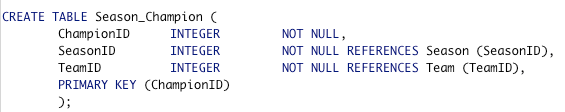 CREATE TABLE Season_Champion (
ChampionID INTEGER NOT NULL,
SeasonID INTEGER NOT NULL REFERENCES Season (SeasonID),
TeamID INTEGER NOT NULL REFERENCES Team (TeamID),
PRIMARY KEY (ChampionID)
);